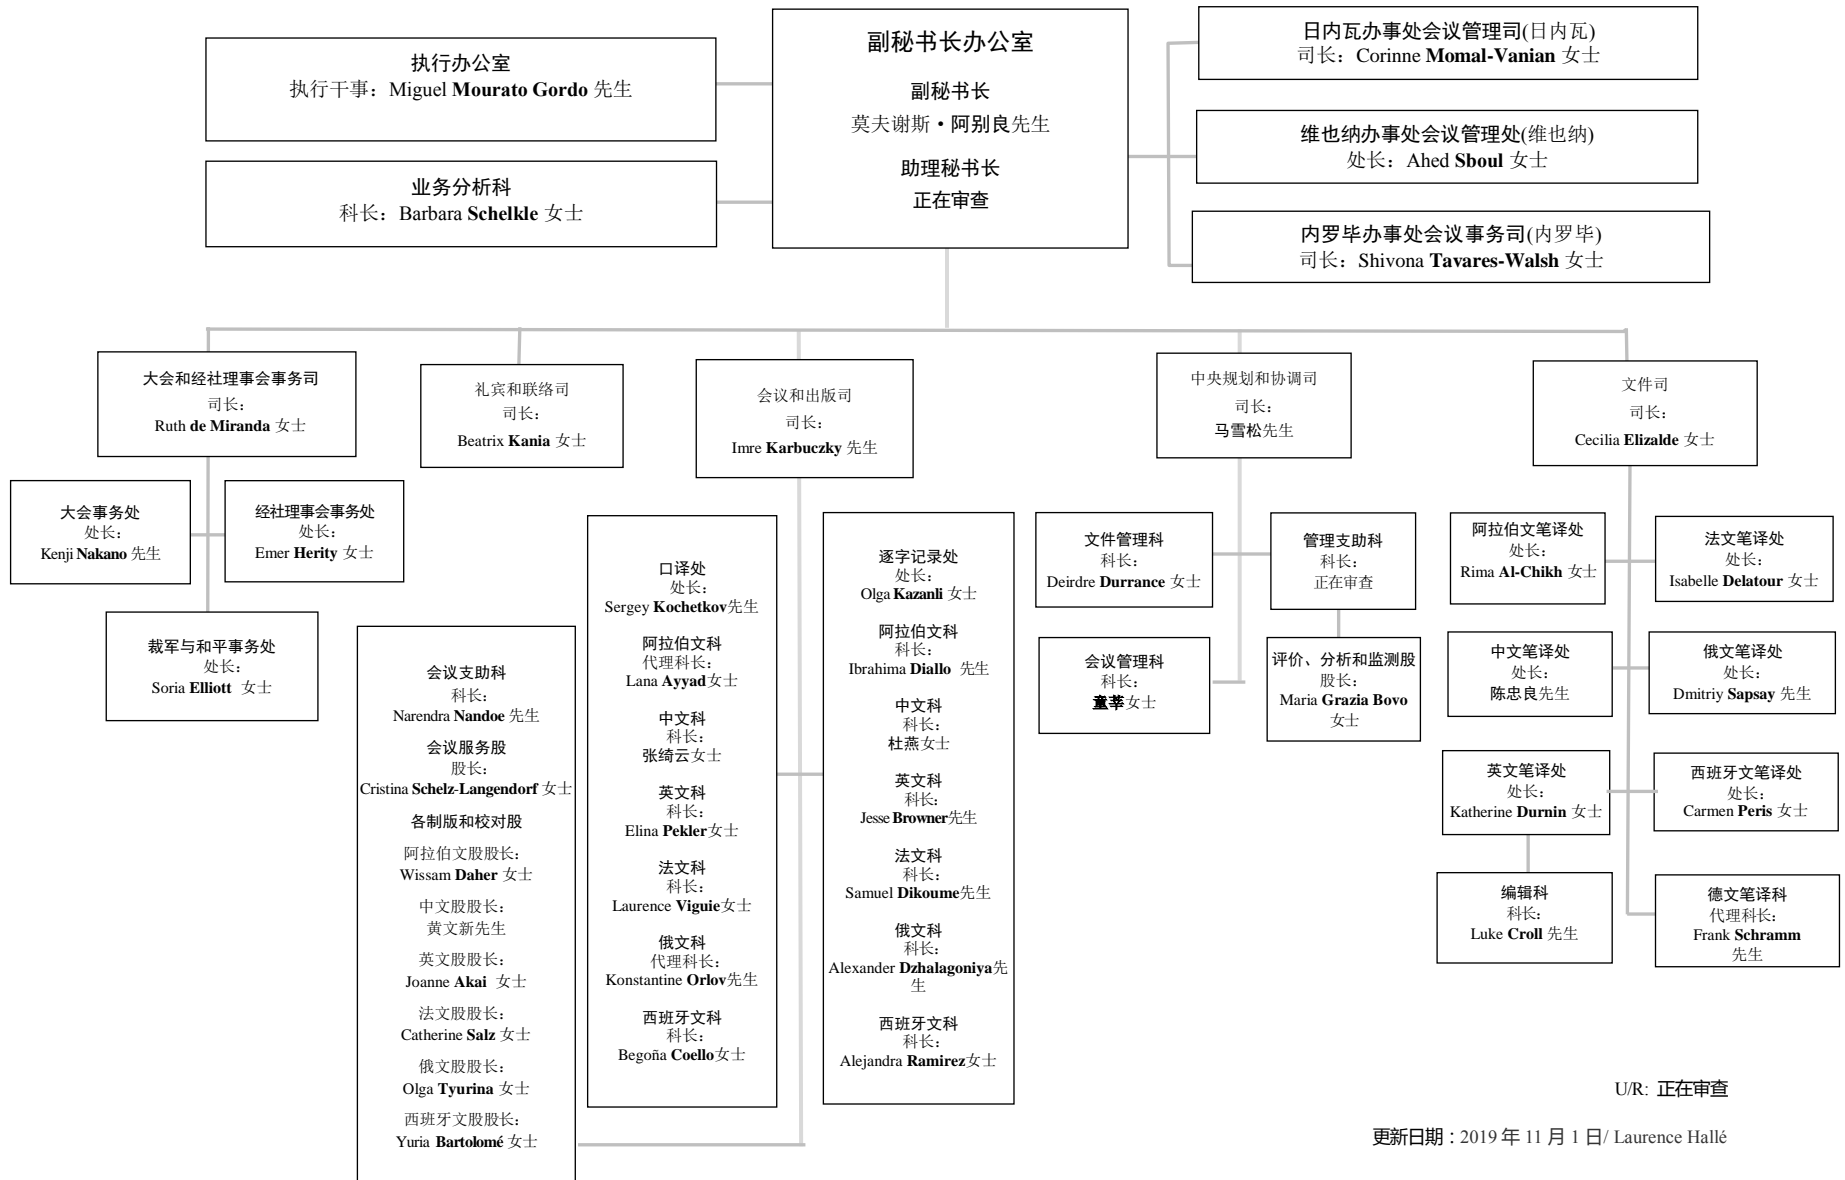 副秘书长办公室
副秘书长
莫夫谢斯·阿别良先生
助理秘书长
正在审查
执行办公室
执行干事：Miguel Mourato Gordo 先生
业务分析科
科长：Barbara Schelkle 女士
日内瓦办事处会议管理司(日内瓦)
司长：Corinne Momal-Vanian 女士
维也纳办事处会议管理处(维也纳)
处长：Ahed Sboul 女士
内罗毕办事处会议事务司(内罗毕)
司长：Shivona Tavares-Walsh 女士
大会和经社理事会事务司
司长：
Ruth de Miranda 女士
礼宾和联络司
司长：
Beatrix Kania 女士
会议和出版司
司长：
Imre Karbuczky 先生
中央规划和协调司
司长：
马雪松先生
文件司
司长：
Cecilia Elizalde 女士
大会事务处
处长：
Kenji Nakano 先生
经社理事会事务处
处长：
Emer Herity 女士
裁军与和平事务处
处长：
Soria Elliott 女士
会议支助科
科长：
Narendra Nandoe 先生
会议服务股
股长：
Cristina Schelz-Langendorf 女士
各制版和校对股
阿拉伯文股股长：
Wissam Daher 女士
中文股股长：
黄文新先生
英文股股长：
Joanne Akai 女士
法文股股长：
Catherine Salz 女士
俄文股股长：
Olga Tyurina 女士
西班牙文股股长：
Yuria Bartolomé 女士
口译处
处长：
Sergey Kochetkov先生
阿拉伯文科
代理科长：
Lana Ayyad女士
中文科
科长：
张绮云女士
英文科
科长：
Elina Pekler女士
法文科
科长：
Laurence Viguie女士
俄文科
代理科长：
Konstantine Orlov先生
西班牙文科
科长：
Begoña Coello女士
逐字记录处
处长：
Olga Kazanli 女士
阿拉伯文科
科长：
Ibrahima Diallo 先生
中文科
科长：
杜燕女士
英文科
科长：
Jesse Browner先生
法文科
科长：
Samuel Dikoume先生
俄文科
科长：
Alexander Dzhalagoniya先
生
西班牙文科
科长：
Alejandra Ramirez女士
文件管理科
科长：
Deirdre Durrance 女士
管理支助科
科长：
正在审查
会议管理科
科长：
童莘女士
评价、分析和监测股
股长：
Maria Grazia Bovo
女士
阿拉伯文笔译处
处长：
Rima Al-Chikh 女士
法文笔译处
处长：
Isabelle Delatour 女士
中文笔译处
处长：
陈忠良先生
俄文笔译处
处长：
Dmitriy Sapsay 先生
英文笔译处
处长：
Katherine Durnin 女士
西班牙文笔译处
处长：
Carmen Peris 女士
编辑科
科长：
Luke Croll 先生
德文笔译科
代理科长：
Frank Schramm
先生
U/R: 正在审查
更新日期：2019 年 11 月 1 日/ Laurence Hallé